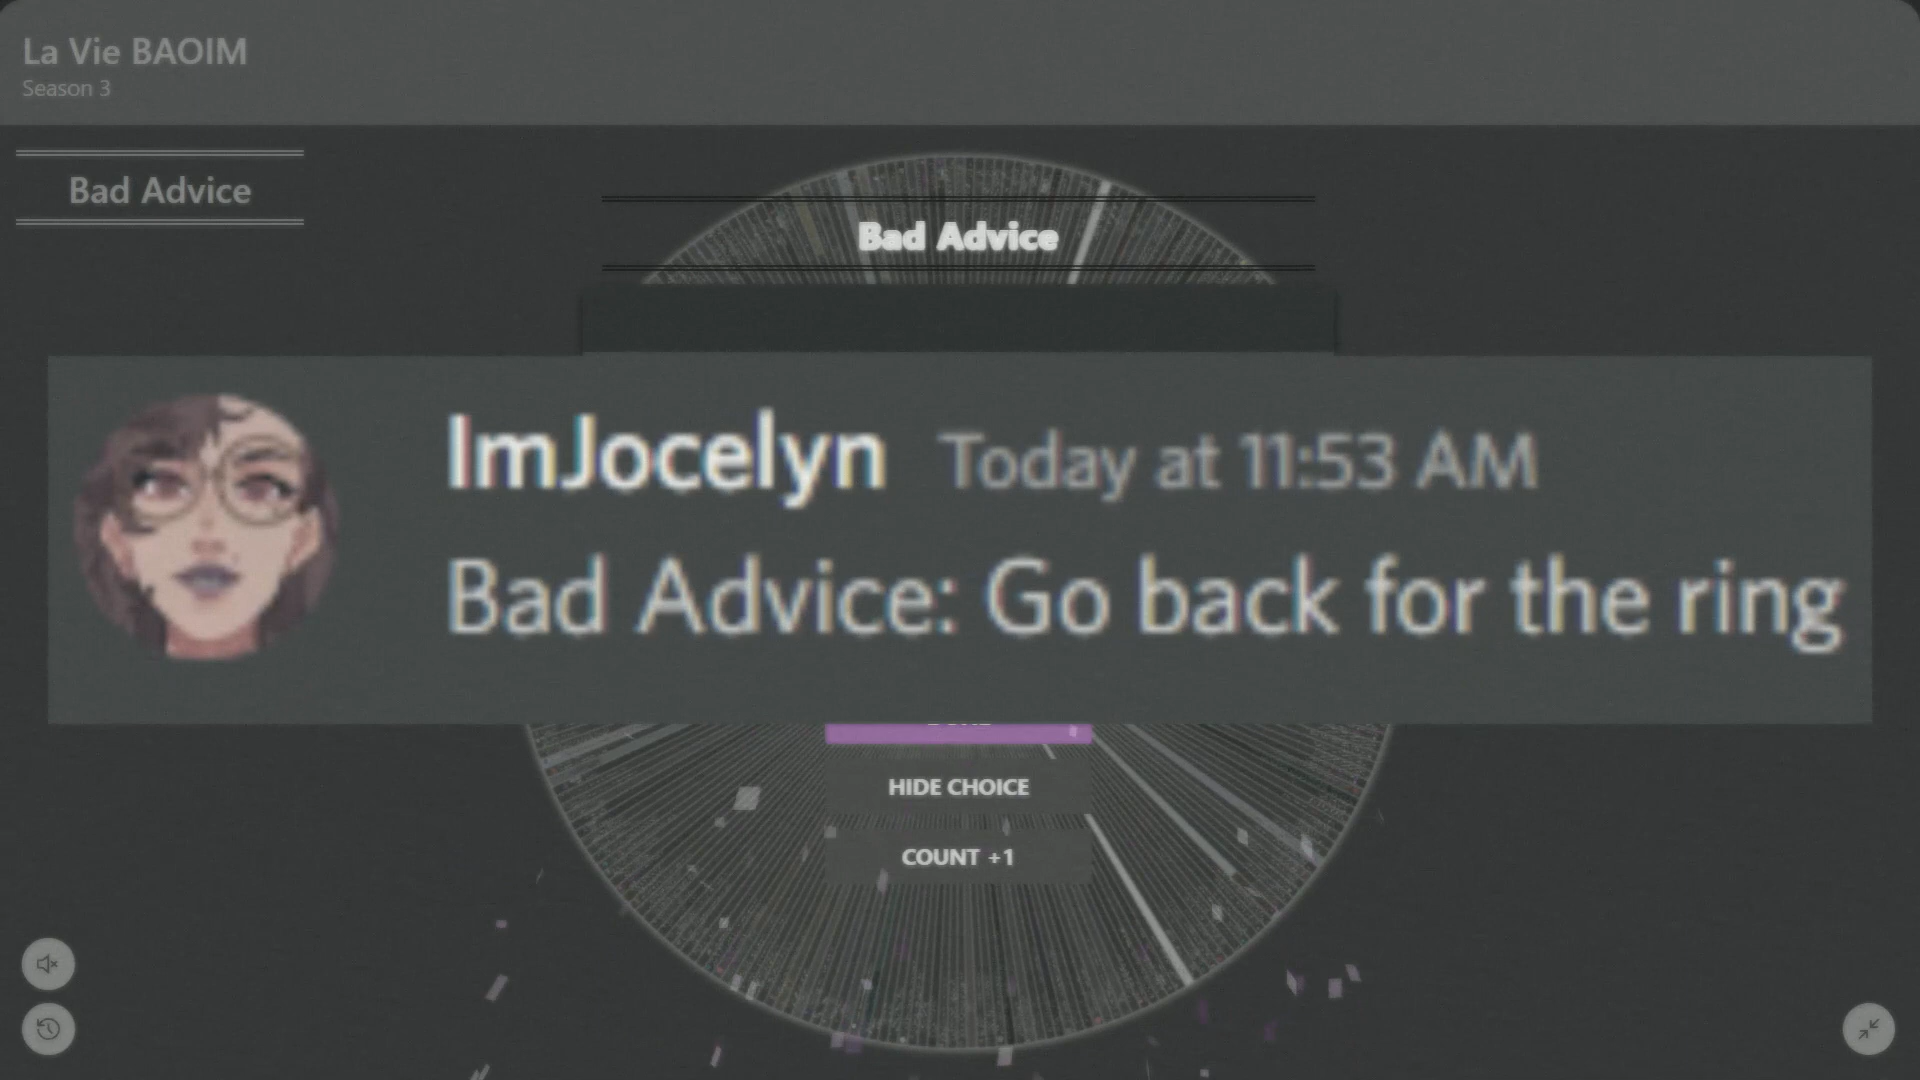 La Vie BAOIM
Season 3
Bad Advice
Bad Advice
ImJocelyn Today at 11:53 AM
Bad Advice: Go back for the ring
HIDE CHOICE
COUNT +1